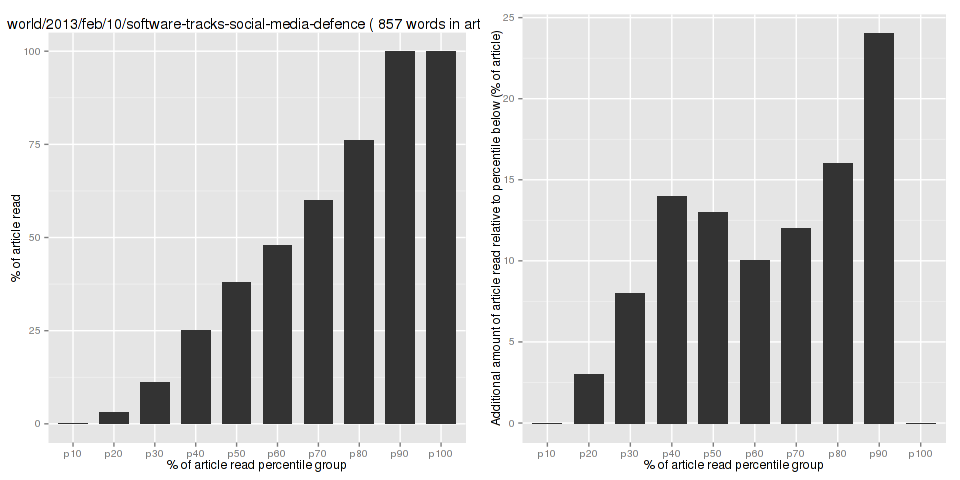 world/2013/feb/10/software-tracks-social-media-defence ( 857 words in art
100
75
50
25
0
% of article read
p10 p20 p30 p40 p50 p60 p70 p80 p90 p100
% of article read percentile group
25
20
15
10
5
0
Additional amount of article read relative to percentile below (% of article)
p10 p20 p30 p40 p50 p60 p70 p80 p90 p100
% of article read percentile group